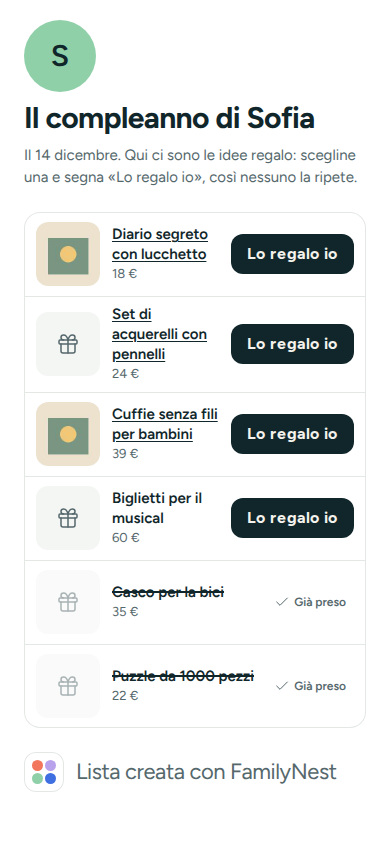 S
Il compleanno di Sofia
Il 14 dicembre. Qui ci sono le idee regalo: scegline
una e segna «Lo regalo io», così nessuno la ripete.
Diario segreto
con lucchetto
18 €
Lo regalo io
Set di
acquerelli con
pennelli
24 €
Lo regalo io
Cuffie senza fili
per bambini
39 €
Lo regalo io
Biglietti per il
musical
60 €
Lo regalo io
Casco per la bici
35 €
Già preso
Puzzle da 1000 pezzi
22 €
Già preso
Lista creata con FamilyNest